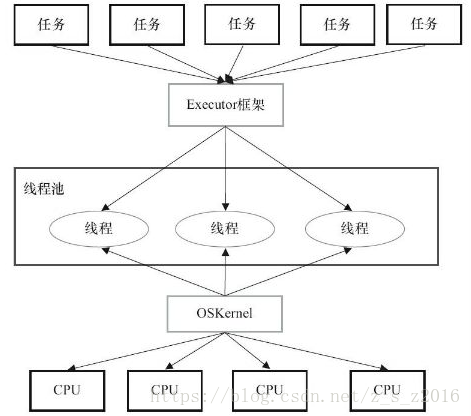 任务 任务 任务 任务 任务
Executor框架
线程池
线程 线程 线程
OSKernel
CPU CPU CPU CPU
https://blog.csdn.net/z_s_z2016